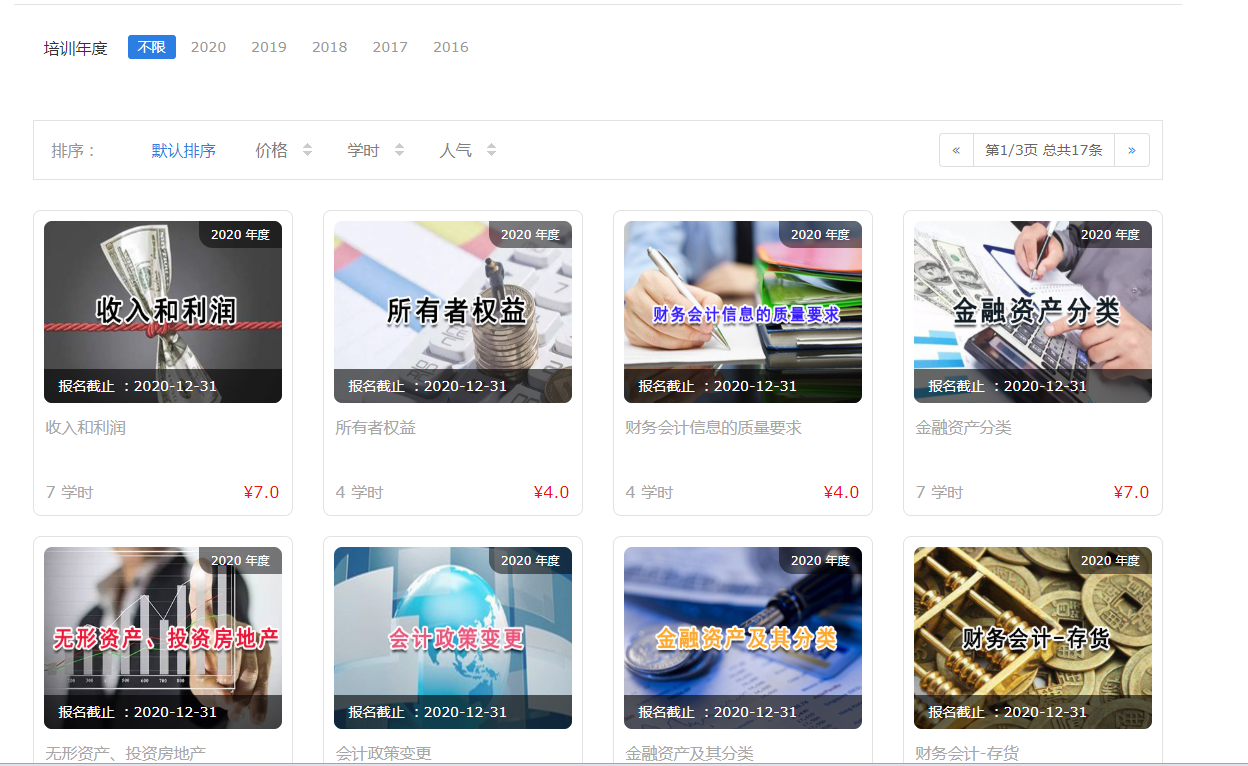 培训年度 不限 2020 2019 2018 2017 2016
排序： 默认排序 价格 学时 人气 « 第1/3页 总共17条 »
2020 年度 2020 年度 2020 年度 2020 年度
收入和利润 所有者权益 财务会计信息的质量要求 金融资产分类
报名截止 ：2020-12-31 报名截止 ：2020-12-31 报名截止 ：2020-12-31 报名截止 ：2020-12-31
收入和利润 所有者权益 财务会计信息的质量要求 金融资产分类
7 学时 ¥7.0 4 学时 ¥4.0 4 学时 ¥4.0 7 学时 ¥7.0
2020 年度 2020 年度 2020 年度 2020 年度
无形资产、投资房地产 会计政策变更 金融资产及其分类 财务会计-存货
报名截止 ：2020-12-31 报名截止 ：2020-12-31 报名截止 ：2020-12-31 报名截止 ：2020-12-31
无形资产、投资房地产 会计政策变更 金融资产及其分类 财务会计-存货